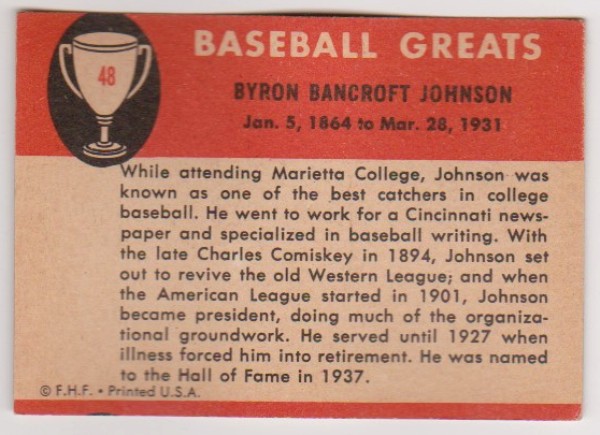 BASEBALL GREATS
48
BYRON BANCROFT JOHNSON
Jan. 5, 1864 to Mar. 28, 1931
While attending Marietta College, Johnson was
known as one of the best catchers in college
baseball. He went to work for a Cincinnati news-
paper and specialized in baseball writing. With
the late Charles Comiskey in 1894, Johnson set
out to revive the old Western League; and when
the American League started in 1901, Johnson
became president, doing much of the organiza-
tional groundwork. He served until 1927 when
illness forced him into retirement. He was named
to the Hall of Fame in 1937.
© F.H.F. • Printed U.S.A.